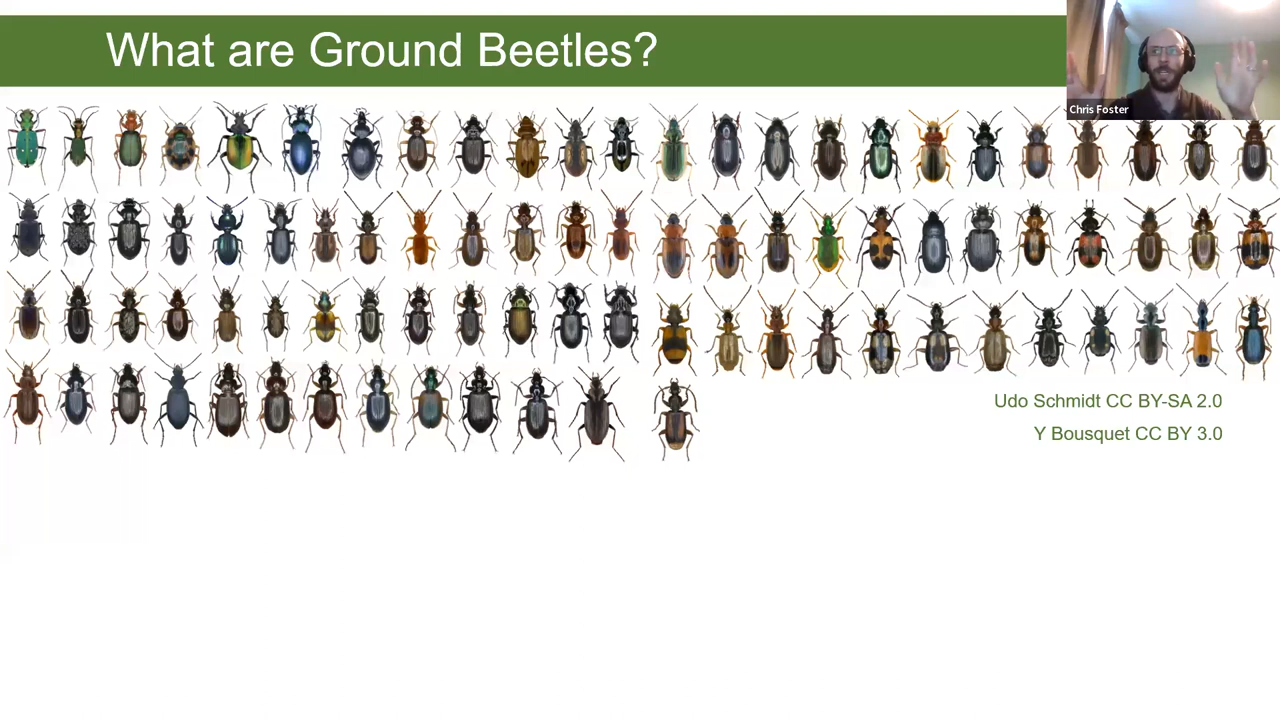 What are Ground Beetles?
Chris Foster
Udo Schmidt CC BY-SA 2.0
Y Bousquet CC BY 3.0